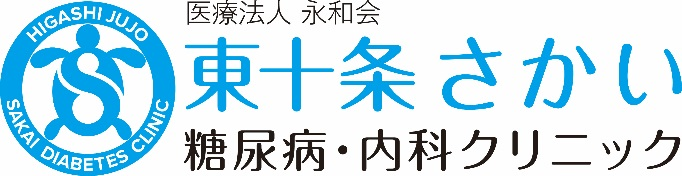 HIGASHI JUJO
SAKAI DIABETES CLINIC
医療法人 永和会
東十条 さかい
糖尿病・内科クリニック